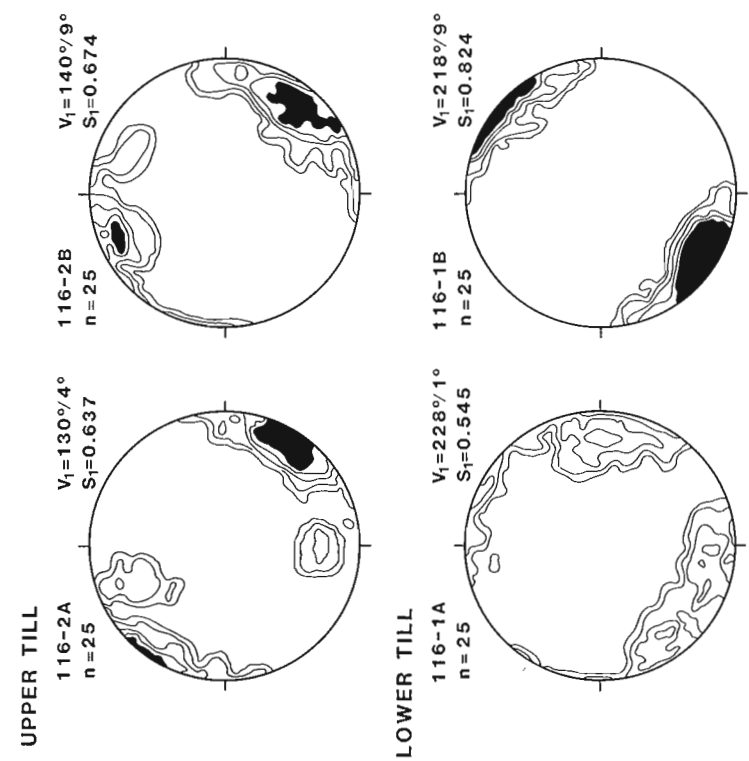 UPPER TILL
116-2A
n=25
V₁=130°/4°
S₁=0.637
116-2B
n=25
V₁=140°/9°
S₁=0.674
LOWER TILL
116-1A
n=25
V₁=228°/1°
S₁=0.545
116-1B
n=25
V₁=218°/9°
S₁=0.824